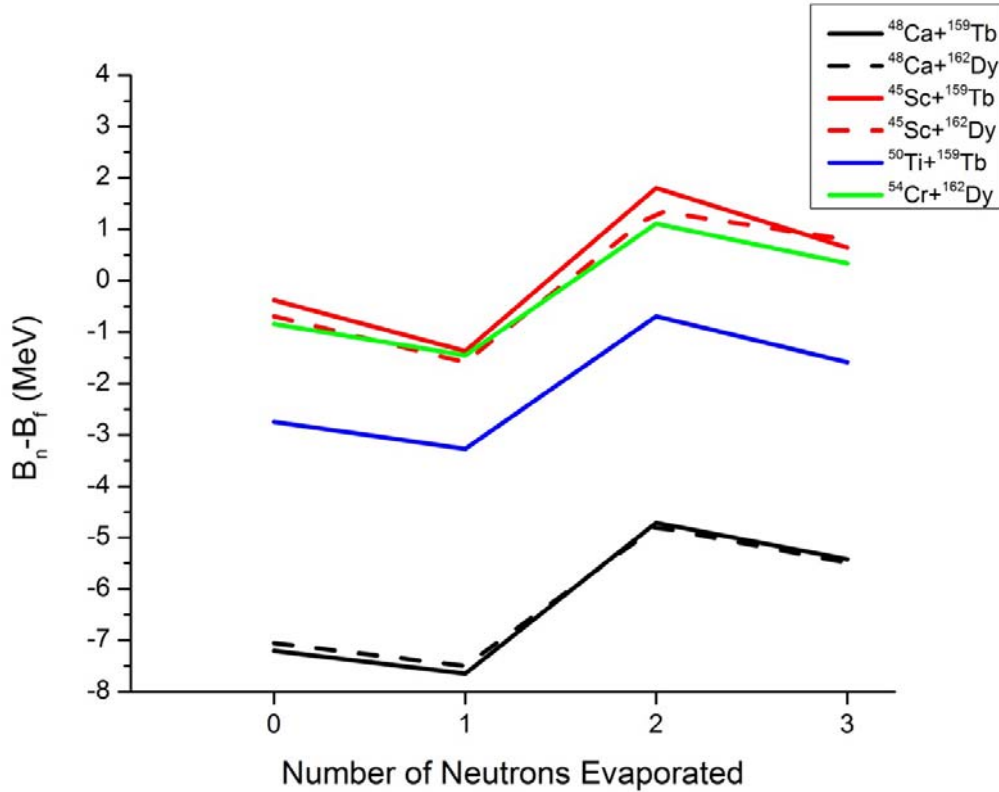 ⁴⁸Ca+¹⁵⁹Tb
⁴⁸Ca+¹⁶²Dy
⁴⁵Sc+¹⁵⁹Tb
⁴⁵Sc+¹⁶²Dy
⁵⁰Ti+¹⁵⁹Tb
⁵⁴Cr+¹⁶²Dy
4
3
2
1
0
-1
-2
-3
-4
-5
-6
-7
-8
Bₙ-B_f (MeV)
0 1 2 3
Number of Neutrons Evaporated